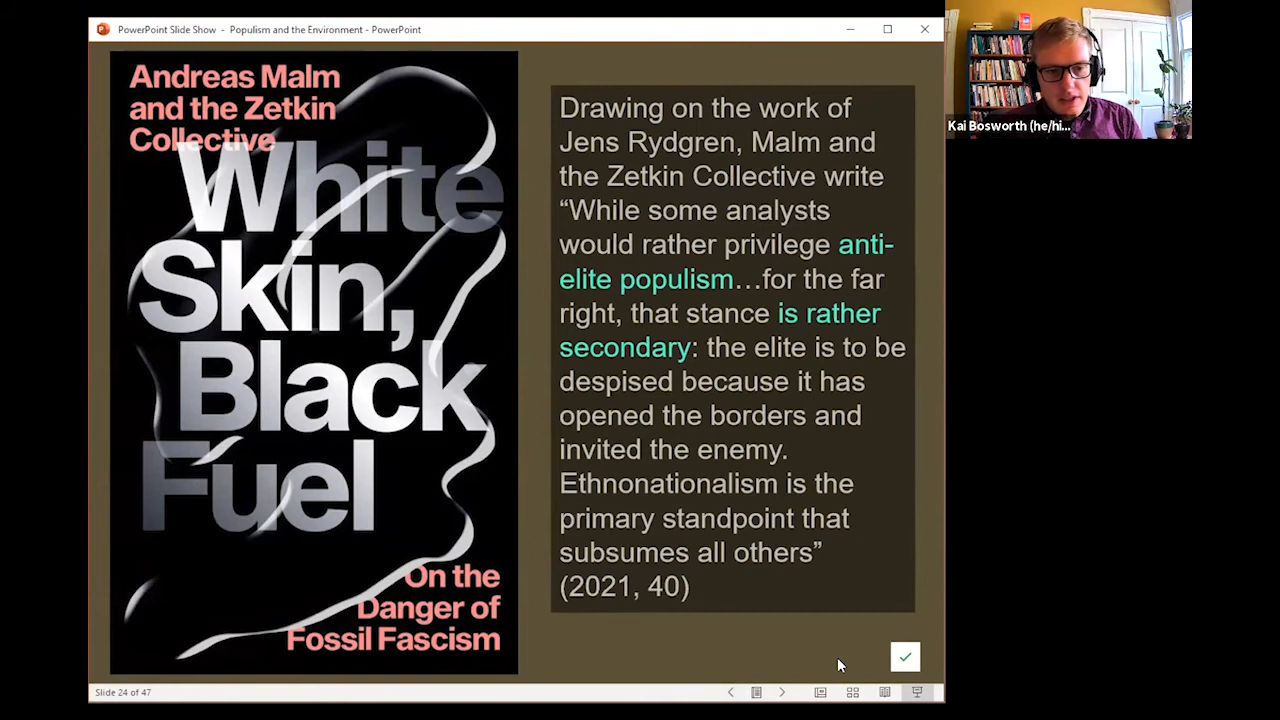 PowerPoint Slide Show - Populism and the Environment - PowerPoint
Andreas Malm
and the Zetkin
Collective
White
Skin,
Black
Fuel
On the
Danger of
Fossil Fascism
Drawing on the work of
Jens Rydgren, Malm and
the Zetkin Collective write
“While some analysts
would rather privilege anti-
elite populism…for the far
right, that stance is rather
secondary: the elite is to be
despised because it has
opened the borders and
invited the enemy.
Ethnonationalism is the
primary standpoint that
subsumes all others”
(2021, 40)
Kai Bosworth (he/hi...
Slide 24 of 47